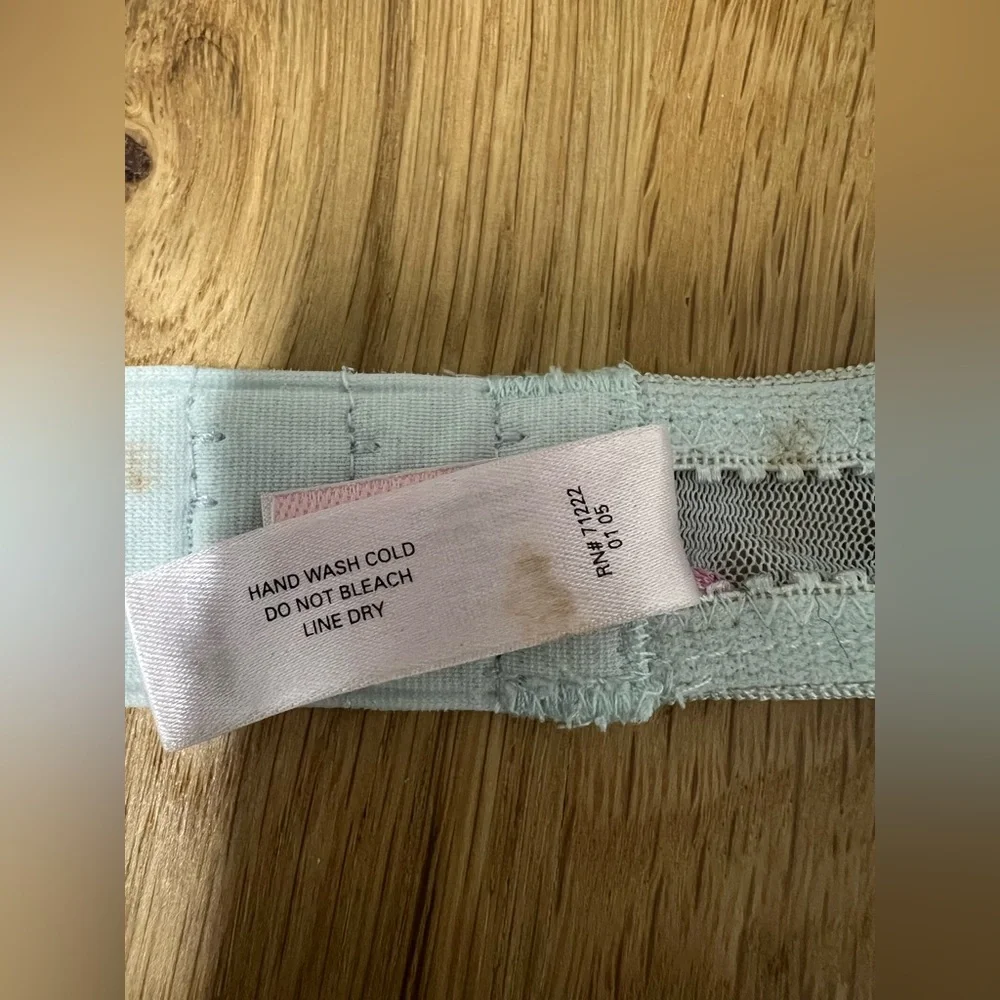 HAND WASH COLD
DO NOT BLEACH
LINE DRY
RN# 71222
01 05